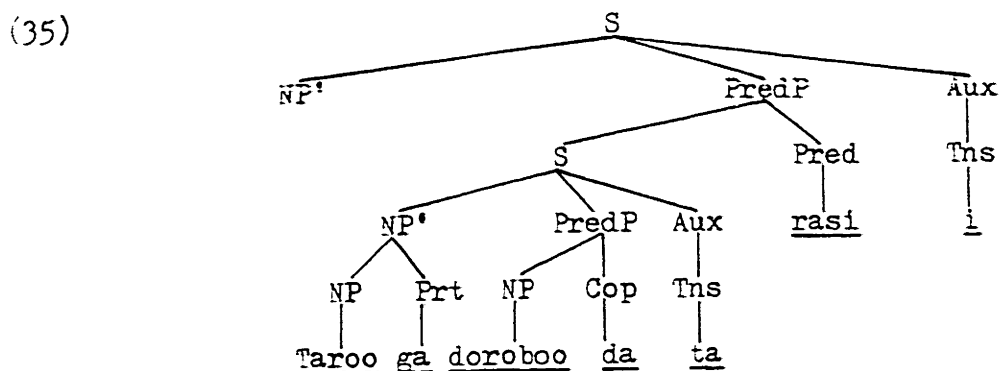 (35)
S
NP' PredP Aux
S Pred Tns
NP' PredP Aux rasi i
NP Prt NP Cop Tns
Taroo ga doroboo da ta